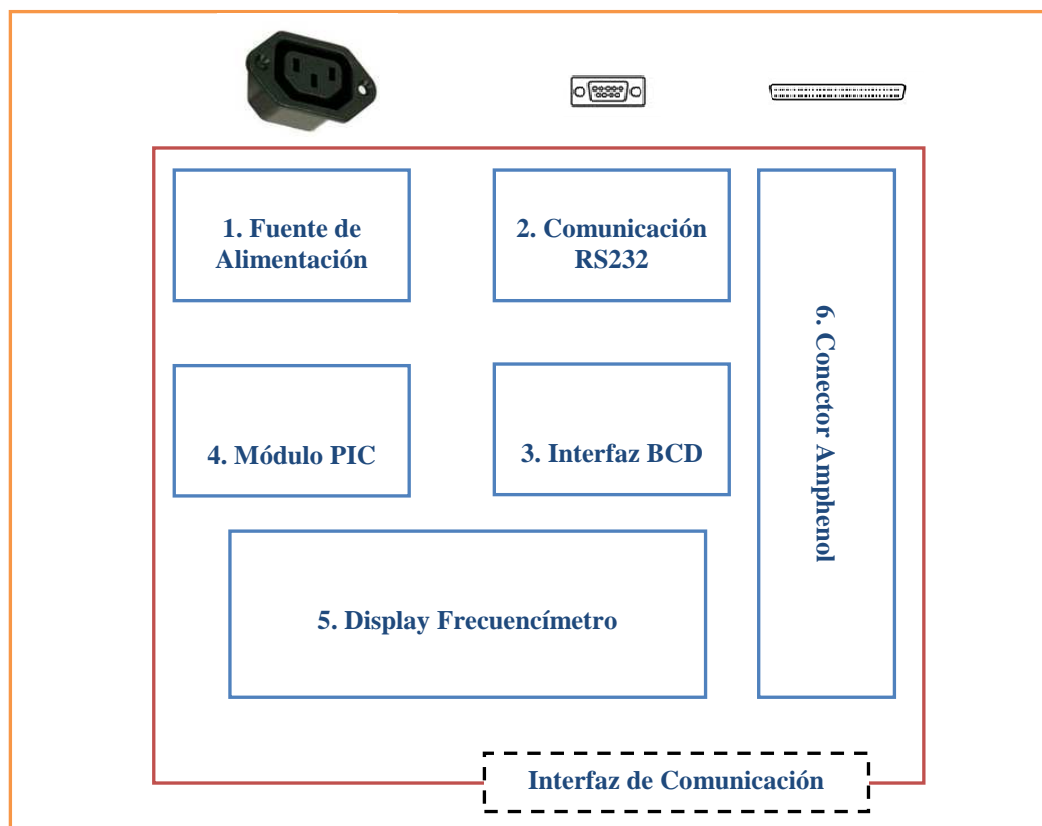 1. Fuente de
Alimentación
2. Comunicación
RS232
4. Módulo PIC
3. Interfaz BCD
5. Display Frecuencímetro
6. Conector Amphenol
Interfaz de Comunicación